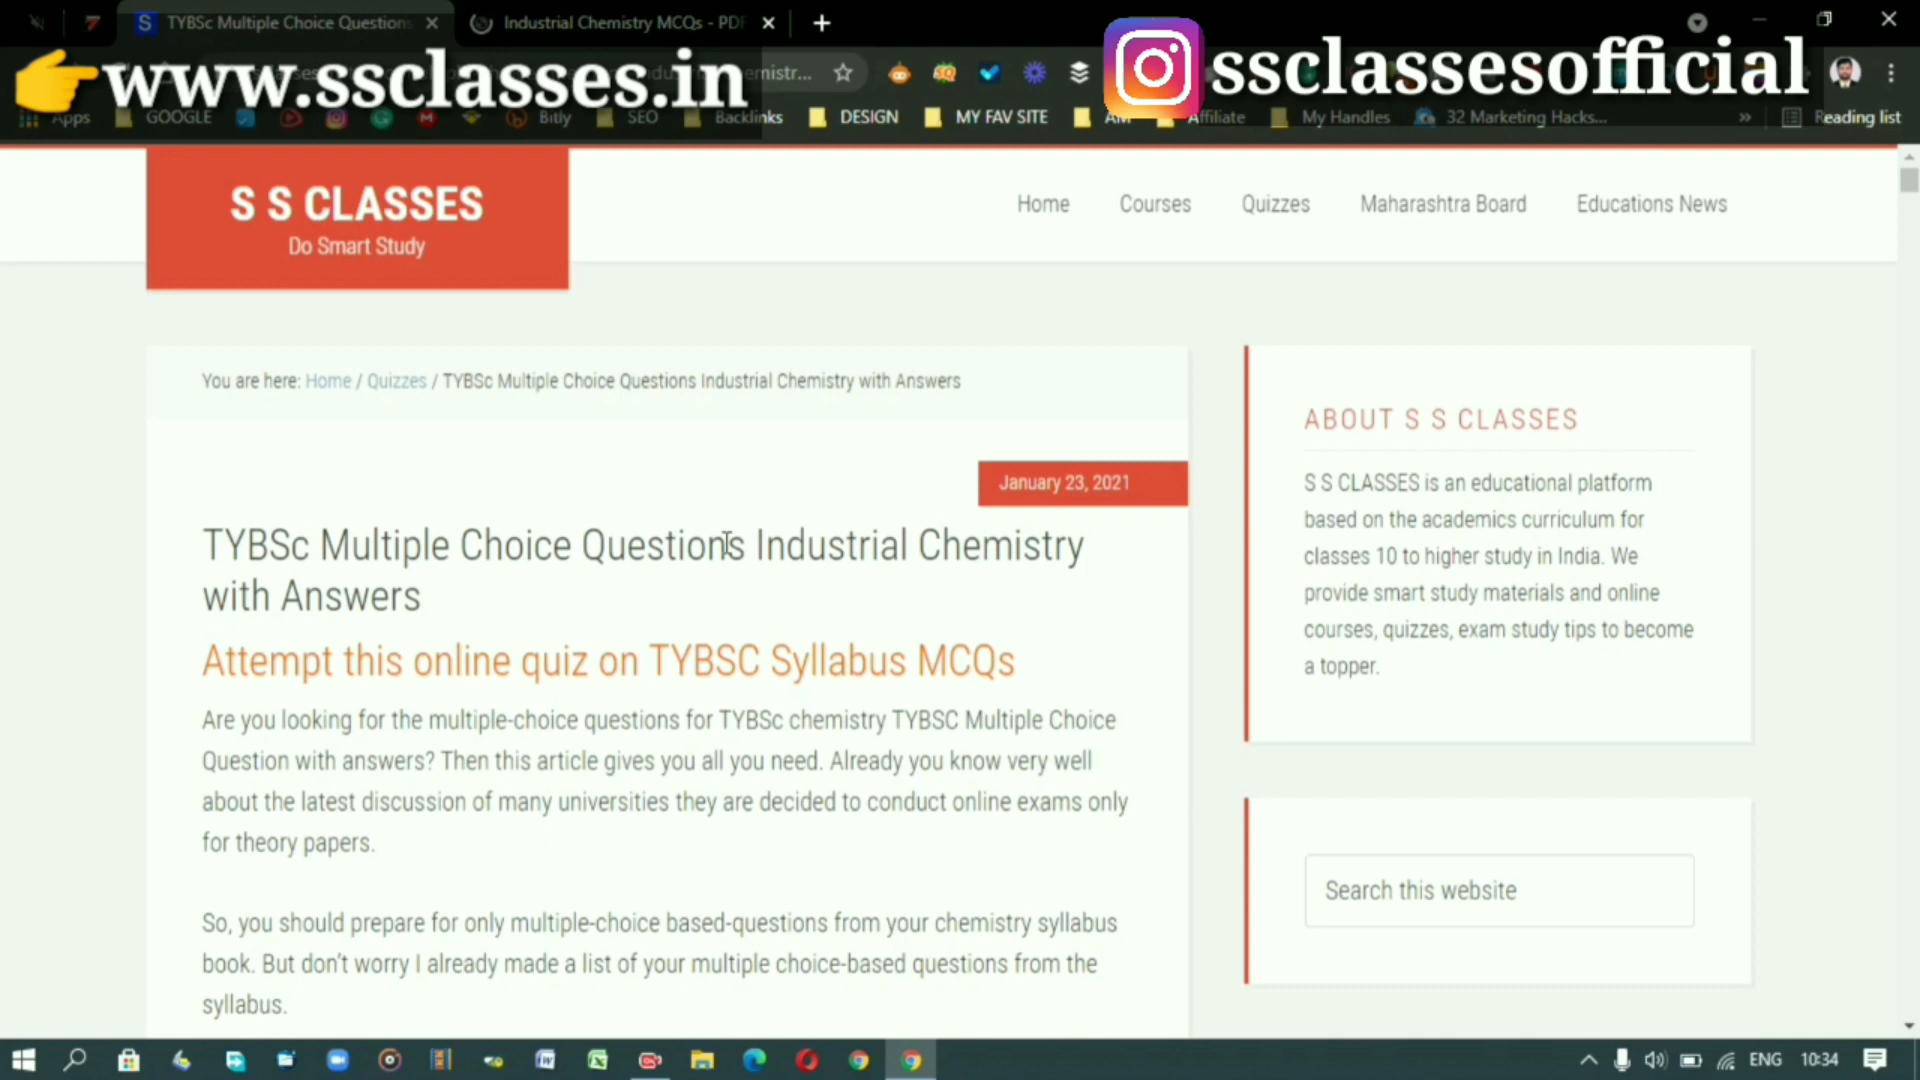 TYBSc Multiple Choice Questions
Industrial Chemistry MCQs - PDF
www.ssclasses.in
ssclassesofficial
Apps GOOGLE Bitly SEO Backlinks DESIGN MY FAV SITE Affiliate My Handles 32 Marketing Hacks... » Reading list
S S CLASSES
Do Smart Study
Home Courses Quizzes Maharashtra Board Educations News
You are here: Home / Quizzes / TYBSc Multiple Choice Questions Industrial Chemistry with Answers
January 23, 2021
TYBSc Multiple Choice Questions Industrial Chemistry
with Answers
Attempt this online quiz on TYBSC Syllabus MCQs
Are you looking for the multiple-choice questions for TYBSc chemistry TYBSC Multiple Choice
Question with answers? Then this article gives you all you need. Already you know very well
about the latest discussion of many universities they are decided to conduct online exams only
for theory papers.
So, you should prepare for only multiple-choice based-questions from your chemistry syllabus
book. But don't worry I already made a list of your multiple choice-based questions from the
syllabus.
ABOUT S S CLASSES
S S CLASSES is an educational platform
based on the academics curriculum for
classes 10 to higher study in India. We
provide smart study materials and online
courses, quizzes, exam study tips to become
a topper.
Search this website
ENG 10:34